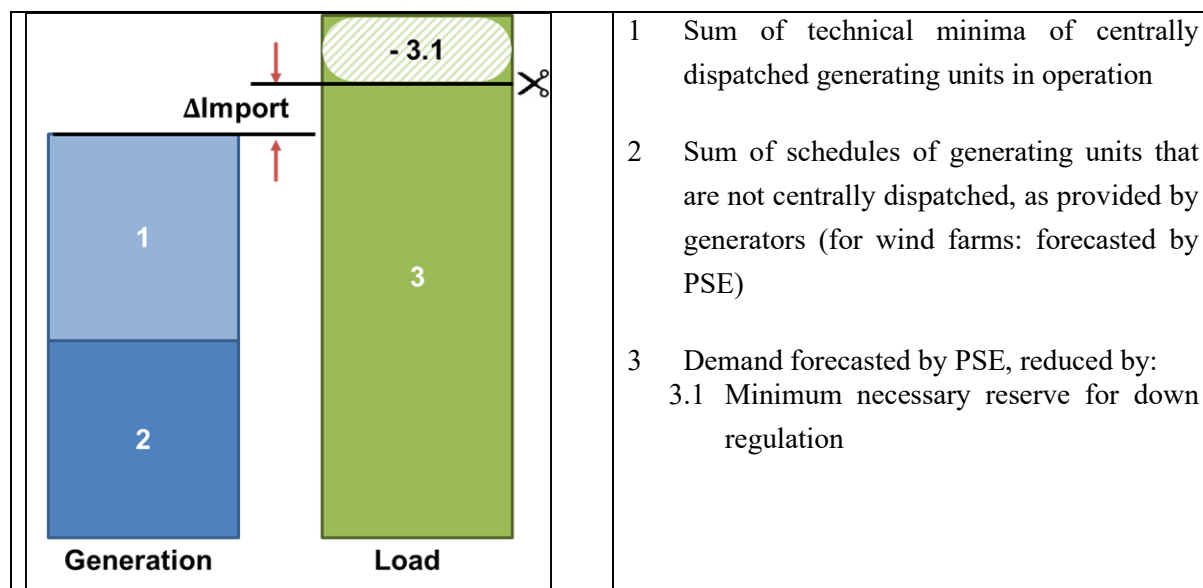 - 3.1
ΔImport
1
2
3
Generation
Load
1 Sum of technical minima of centrally
dispatched generating units in operation
2 Sum of schedules of generating units that
are not centrally dispatched, as provided by
generators (for wind farms: forecasted by
PSE)
3 Demand forecasted by PSE, reduced by:
3.1 Minimum necessary reserve for down
regulation